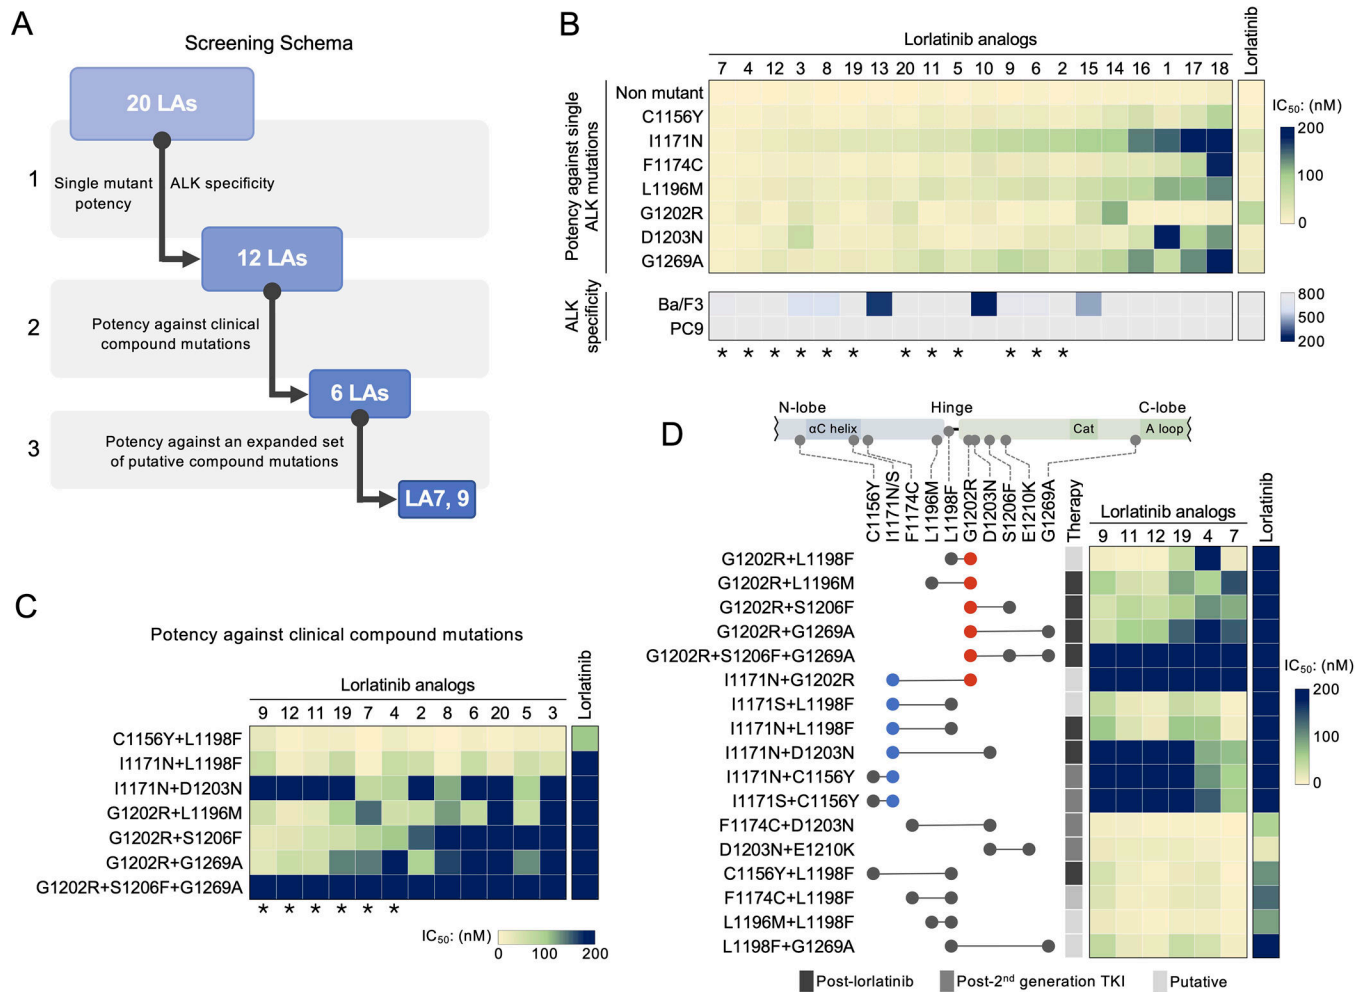 A
Screening Schema
20 LAs
1
Single mutant potency
ALK specificity
12 LAs
2
Potency against clinical
compound mutations
6 LAs
3
Potency against an expanded set
of putative compound mutations
LA7, 9
B
Lorlatinib analogs
Lorlatinib
7 4 12 3 8 19 13 20 11 5 10 9 6 2 15 14 16 1 17 18
Potency against single
ALK mutations
Non mutant
C1156Y
I1171N
F1174C
L1196M
G1202R
D1203N
G1269A
IC₅₀: (nM)
200
100
0
ALK
specificity
Ba/F3
PC9
800
500
200
* * * * * * * * * * * *
C
Potency against clinical compound mutations
Lorlatinib analogs
Lorlatinib
9 12 11 19 7 4 2 8 6 20 5 3
C1156Y+L1198F
I1171N+L1198F
I1171N+D1203N
G1202R+L1196M
G1202R+S1206F
G1202R+G1269A
G1202R+S1206F+G1269A
* * * * * *
IC₅₀: (nM)
0 100 200
D
N-lobe Hinge C-lobe
αC helix Cat A loop
C1156Y
I1171N/S
F1174C
L1196M
L1198F
G1202R
D1203N
S1206F
E1210K
G1269A
Therapy
Lorlatinib analogs
Lorlatinib
9 11 12 19 4 7
G1202R+L1198F
G1202R+L1196M
G1202R+S1206F
G1202R+G1269A
G1202R+S1206F+G1269A
I1171N+G1202R
I1171S+L1198F
I1171N+L1198F
I1171N+D1203N
I1171N+C1156Y
I1171S+C1156Y
F1174C+D1203N
D1203N+E1210K
C1156Y+L1198F
F1174C+L1198F
L1196M+L1198F
L1198F+G1269A
IC₅₀: (nM)
200
100
0
Post-lorlatinib Post-2ⁿᵈ generation TKI Putative